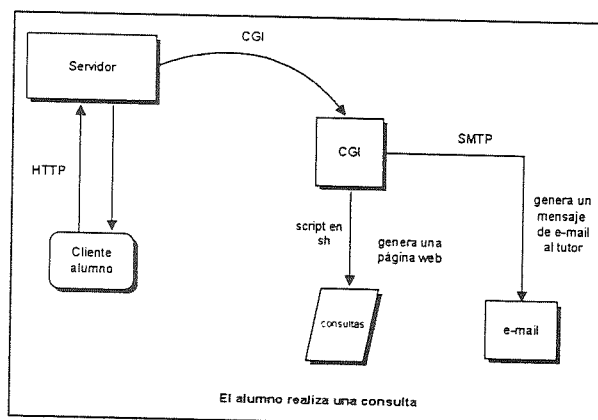 CGI
Servidor
CGI
SMTP
HTTP
genera un
mensaje
de e-mail
al tutor
script en
sh
genera una
página web
Cliente
alumno
consultas
e-mail
El alumno realiza una consulta